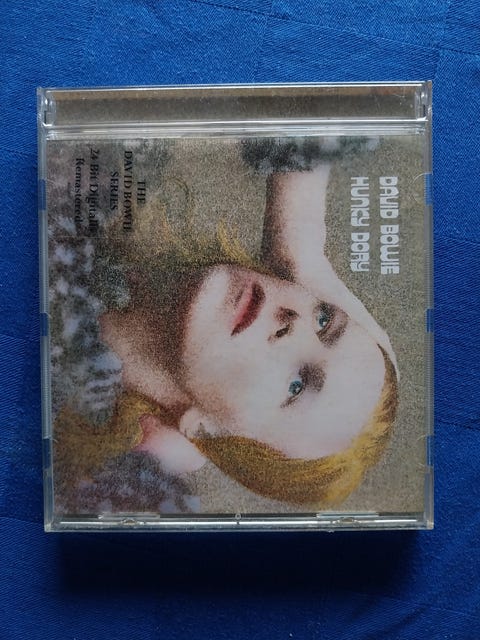 DAVID BOWIE
HUNKY DORY
THE
DAVID BOWIE
SERIES
24 Bit Digitally
Remastered